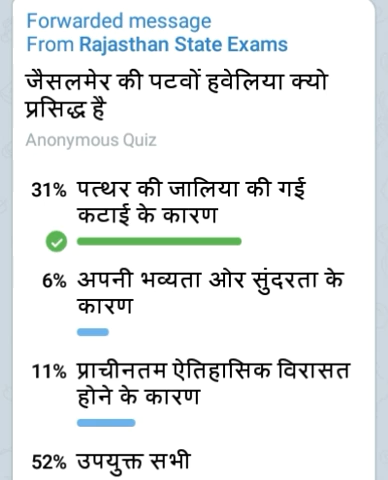 Forwarded message
From Rajasthan State Exams
जैसलमेर की पटवों हवेलिया क्यो
प्रसिद्ध है
Anonymous Quiz
31% पत्थर की जालिया की गई
कटाई के कारण
6% अपनी भव्यता ओर सुंदरता के
कारण
11% प्राचीनतम ऐतिहासिक विरासत
होने के कारण
52% उपयुक्त सभी